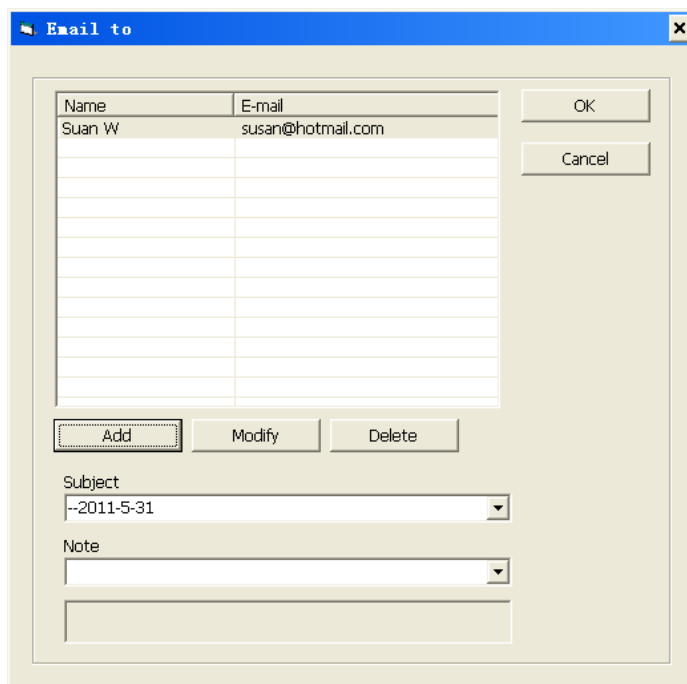 Email to
Name E-mail OK
Suan W susan@hotmail.com
Cancel
Add Modify Delete
Subject
--2011-5-31
Note